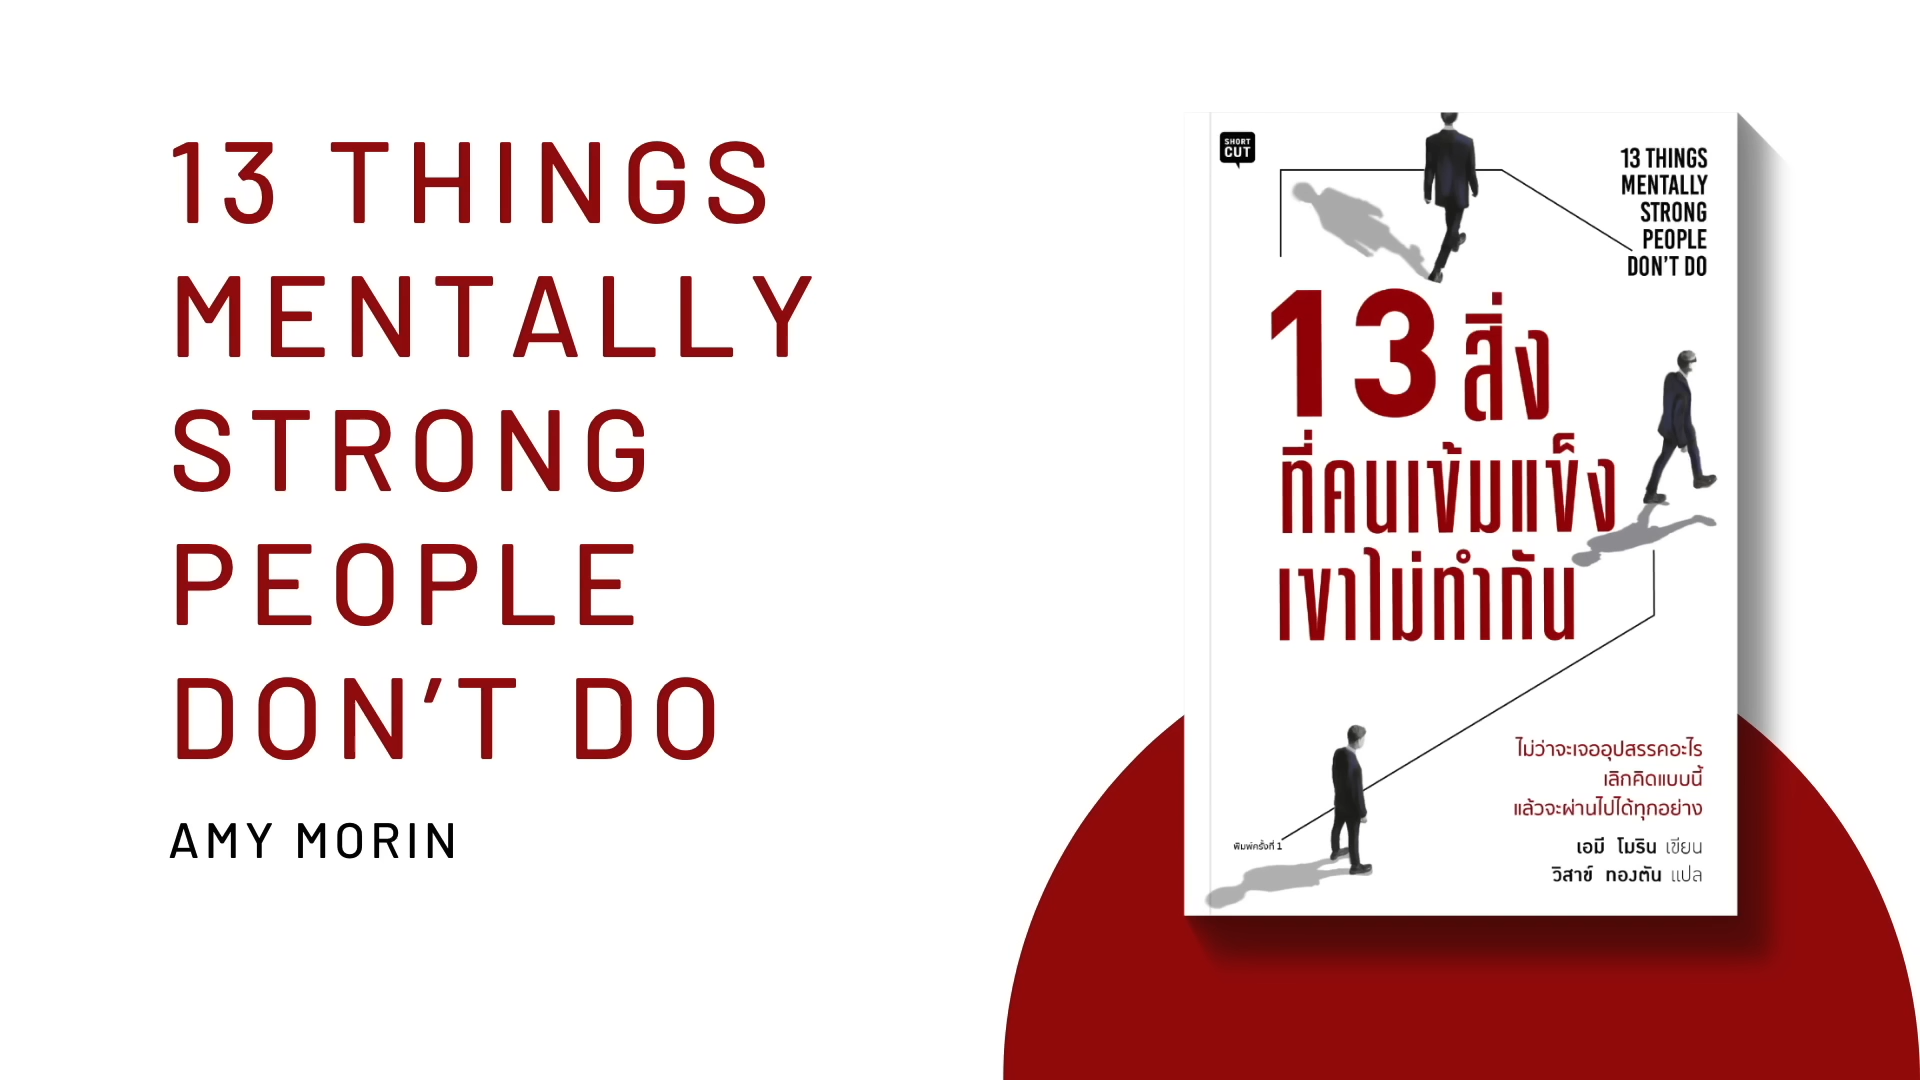 13 THINGS
MENTALLY
STRONG
PEOPLE
DON’T DO
AMY MORIN
SHORT
CUT
13 THINGS
MENTALLY
STRONG
PEOPLE
DON'T DO
13 สิ่ง
ที่คนเข้มแข็ง
เขาไม่ทำกัน
ไม่ว่าจะเจออุปสรรคอะไร
เลิกคิดแบบนี้
แล้วจะผ่านไปได้ทุกอย่าง
พิมพ์ครั้งที่ 1
เอมี โมริน เขียน
วิสาข์ ทองตัน แปล